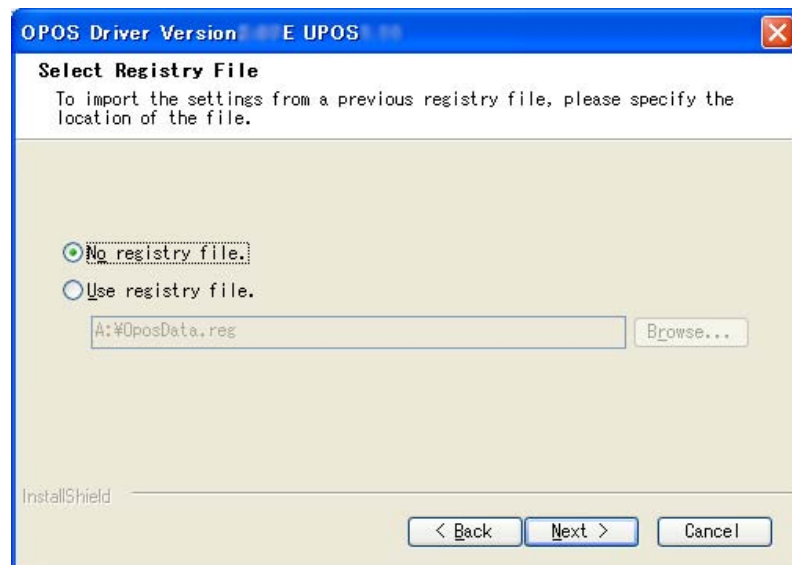 OPOS Driver Version E UPOS
Select Registry File
To import the settings from a previous registry file, please specify the
location of the file.
No registry file.
Use registry file.
A:¥OposData.reg
Browse...
InstallShield
< Back
Next >
Cancel